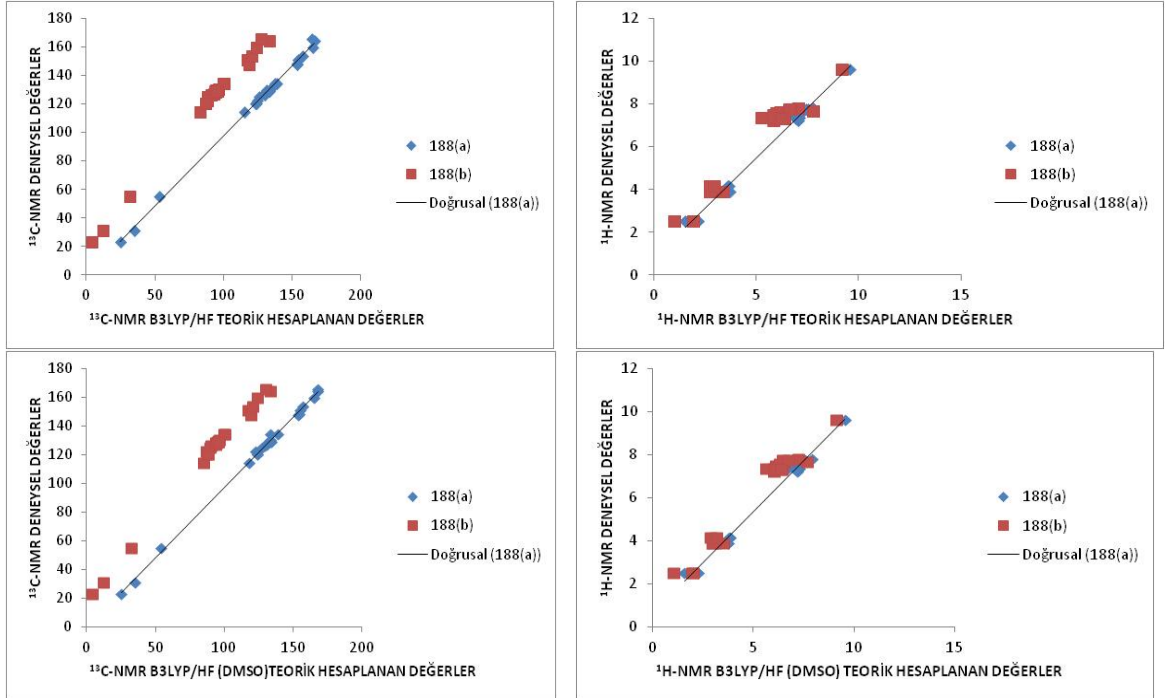 180
160
140
120
100
80
60
40
20
0
0 50 100 150 200
¹³C-NMR DENEYSEL DEĞERLER
¹³C-NMR B3LYP/HF TEORİK HESAPLANAN DEĞERLER
188(a)
188(b)
Doğrusal (188(a))
12
10
8
6
4
2
0
0 5 10 15
¹H-NMR DENEYSEL DEĞERLER
¹H-NMR B3LYP/HF TEORİK HESAPLANAN DEĞERLER
188(a)
188(b)
Doğrusal (188(a))
180
160
140
120
100
80
60
40
20
0
0 50 100 150 200
¹³C-NMR DENEYSEL DEĞERLER
¹³C-NMR B3LYP/HF (DMSO)TEORİK HESAPLANAN DEĞERLER
188(a)
188(b)
Doğrusal (188(a))
12
10
8
6
4
2
0
0 5 10 15
¹H-NMR DENEYSEL DEĞERLER
¹H-NMR B3LYP/HF (DMSO) TEORİK HESAPLANAN DEĞERLER
188(a)
188(b)
Doğrusal (188(a))